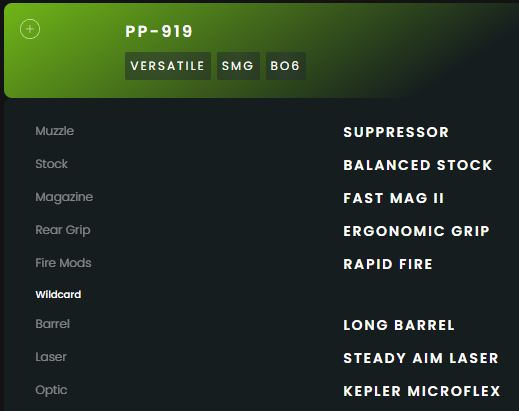 PP-919
VERSATILE SMG BO6
Muzzle SUPPRESSOR
Stock BALANCED STOCK
Magazine FAST MAG II
Rear Grip ERGONOMIC GRIP
Fire Mods RAPID FIRE
Wildcard
Barrel LONG BARREL
Laser STEADY AIM LASER
Optic KEPLER MICROFLEX